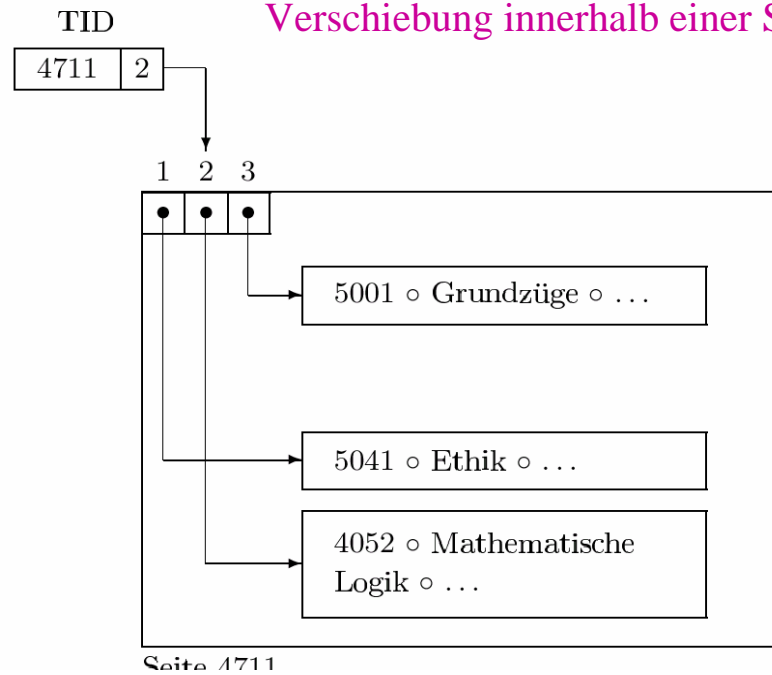 Verschiebung innerhalb einer S
TID
4711 2
1 2 3
5001 ∘ Grundzüge ∘ ...
5041 ∘ Ethik ∘ ...
4052 ∘ Mathematische
Logik ∘ ...
Seite 4711